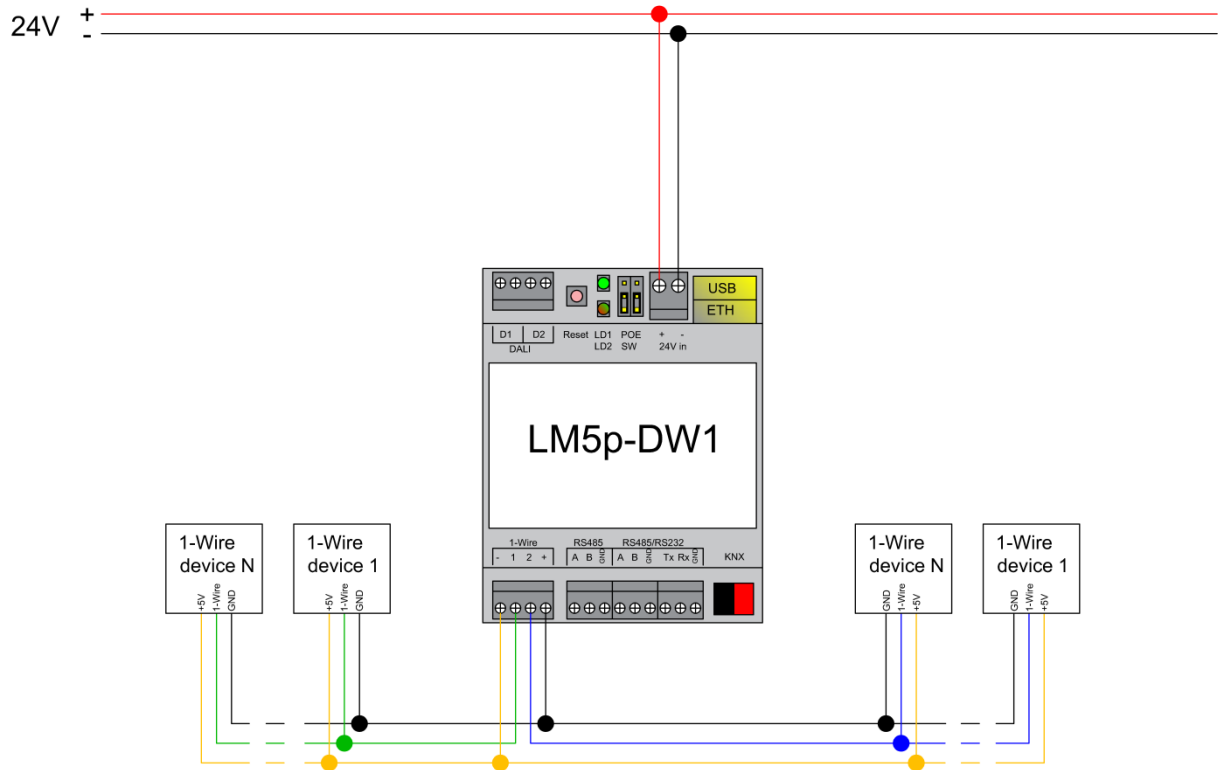 24V
+
-
USB
ETH
D1 D2
DALI
Reset LD1 POE + -
LD2 SW 24V in
LM5p-DW1
1-Wire
device N
+5V
1-Wire
GND
1-Wire
device 1
+5V
1-Wire
GND
1-Wire RS485 RS485/RS232
- 1 2 + A B GND A B GND Tx Rx GND KNX
1-Wire
device N
GND
1-Wire
+5V
1-Wire
device 1
GND
1-Wire
+5V